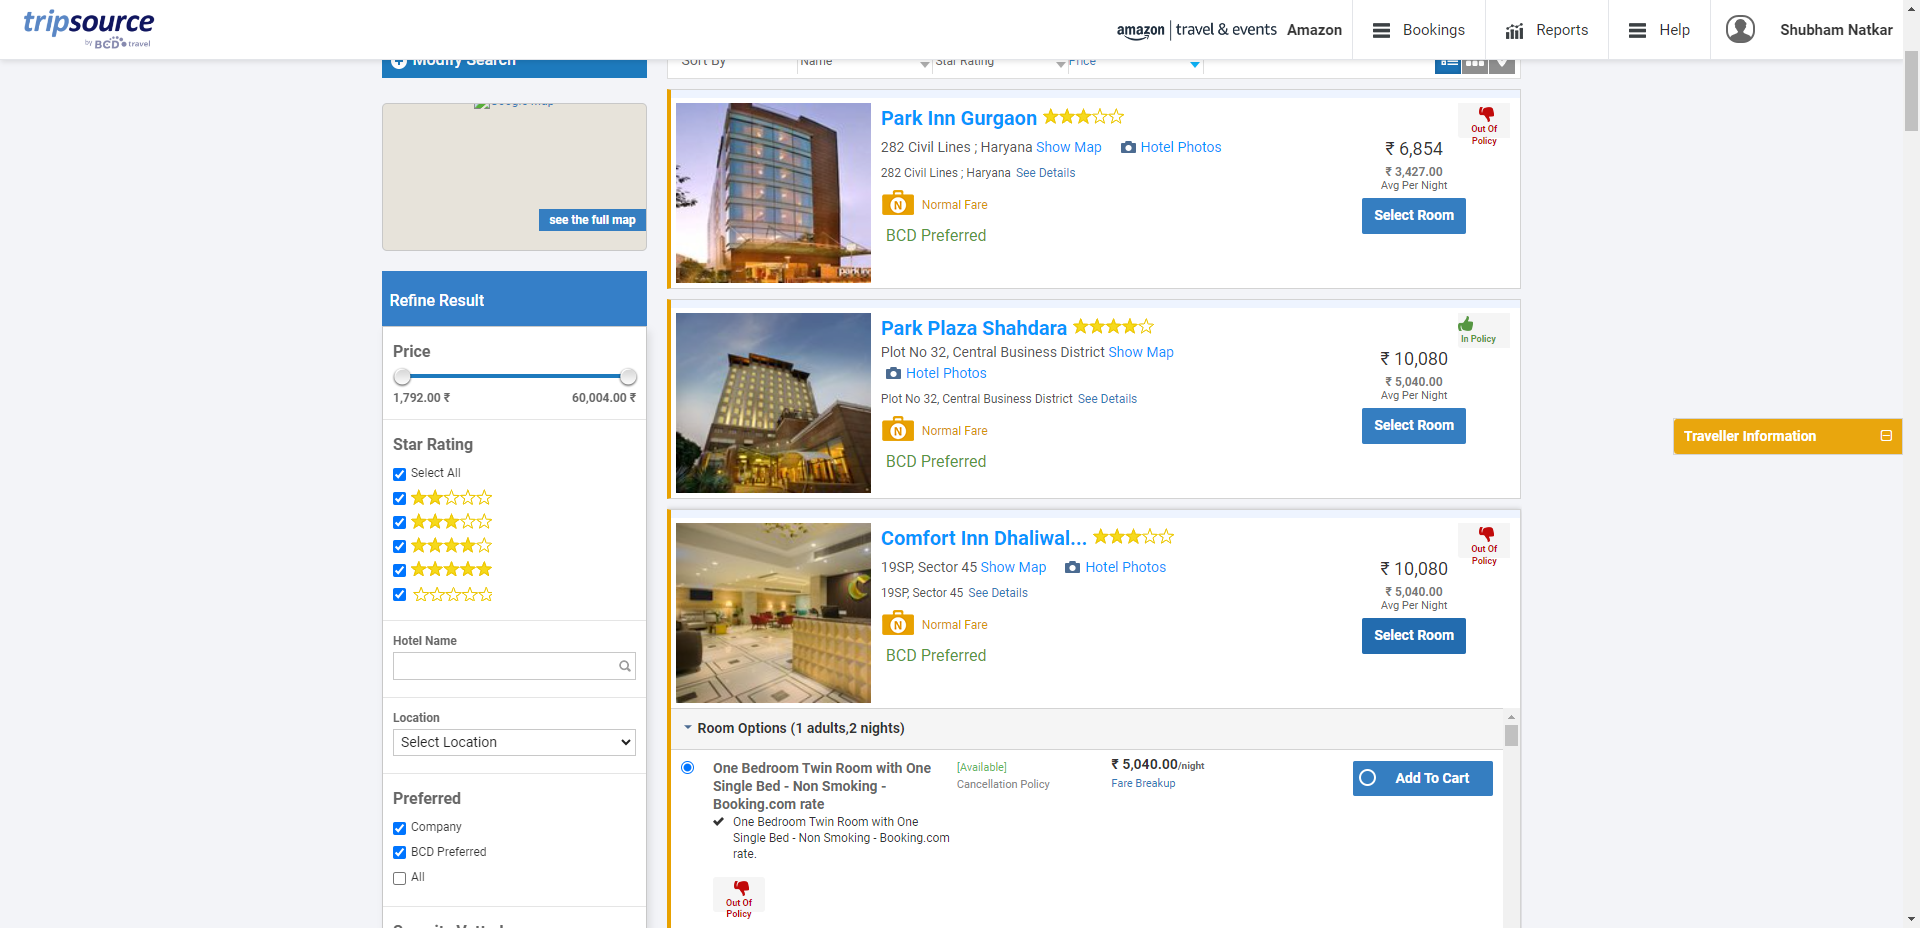 tripsource
by BCD travel
amazon | travel & events Amazon
Bookings
Reports
Help
Shubham Natkar
Modify Search
Sort By
Name
Star Rating
Price
Google Map
see the full map
Refine Result
Price
1,792.00 ₹ 60,004.00 ₹
Star Rating
Select All
Hotel Name
Location
Select Location
Preferred
Company
BCD Preferred
All
Park Inn Gurgaon
282 Civil Lines ; Haryana Show Map Hotel Photos
282 Civil Lines ; Haryana See Details
N Normal Fare
BCD Preferred
Out Of
Policy
₹ 6,854
₹ 3,427.00
Avg Per Night
Select Room
Park Plaza Shahdara
Plot No 32, Central Business District Show Map
Hotel Photos
Plot No 32, Central Business District See Details
N Normal Fare
BCD Preferred
In Policy
₹ 10,080
₹ 5,040.00
Avg Per Night
Select Room
Comfort Inn Dhaliwal...
19SP, Sector 45 Show Map Hotel Photos
19SP, Sector 45 See Details
N Normal Fare
BCD Preferred
Out Of
Policy
₹ 10,080
₹ 5,040.00
Avg Per Night
Select Room
Room Options (1 adults,2 nights)
One Bedroom Twin Room with One
Single Bed - Non Smoking -
Booking.com rate
One Bedroom Twin Room with One
Single Bed - Non Smoking - Booking.com
rate.
Out Of
Policy
[Available]
Cancellation Policy
₹ 5,040.00/night
Fare Breakup
Add To Cart
Traveller Information